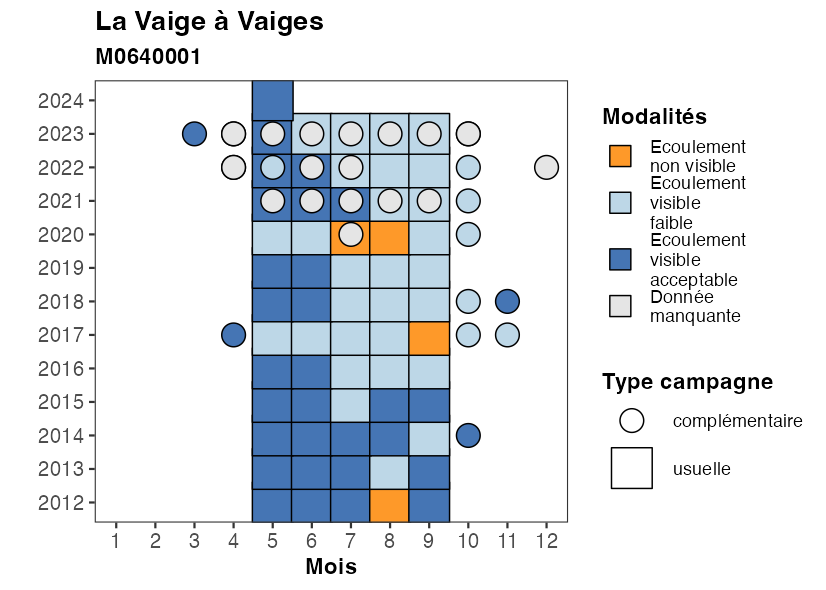 La Vaige à Vaiges
M0640001
2024
2023
2022
2021
2020
2019
2018
2017
2016
2015
2014
2013
2012
1 2 3 4 5 6 7 8 9 10 11 12
Mois
Modalités
Ecoulement
non visible
Ecoulement
visible
faible
Ecoulement
visible
acceptable
Donnée
manquante
Type campagne
complémentaire
usuelle